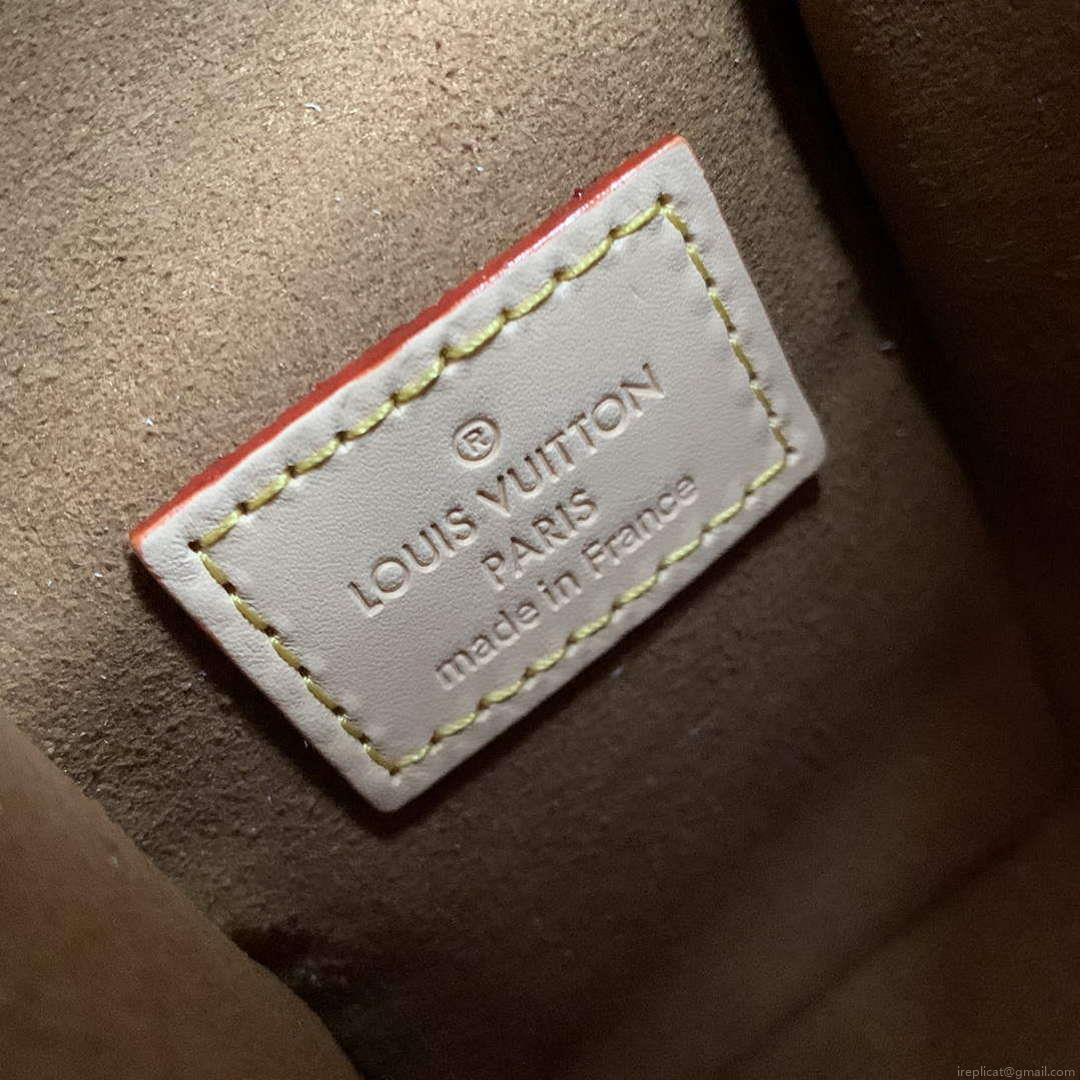 ®
LOUIS VUITTON
PARIS
made in France
ireplicat@gmail.com